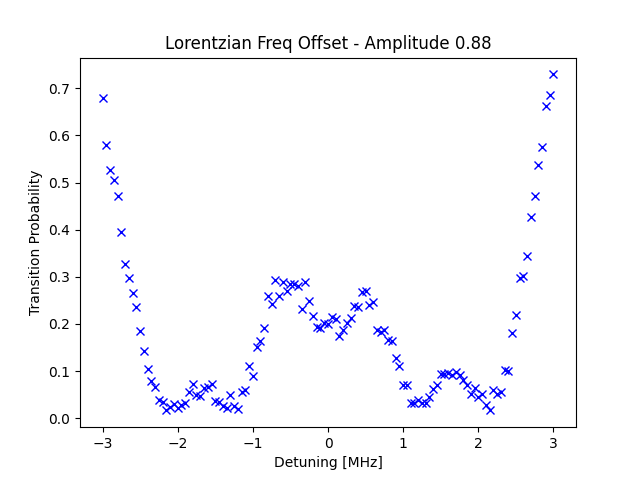 Lorentzian Freq Offset - Amplitude 0.88
Transition Probability
0.7
0.6
0.5
0.4
0.3
0.2
0.1
0.0
−3 −2 −1 0 1 2 3
Detuning [MHz]